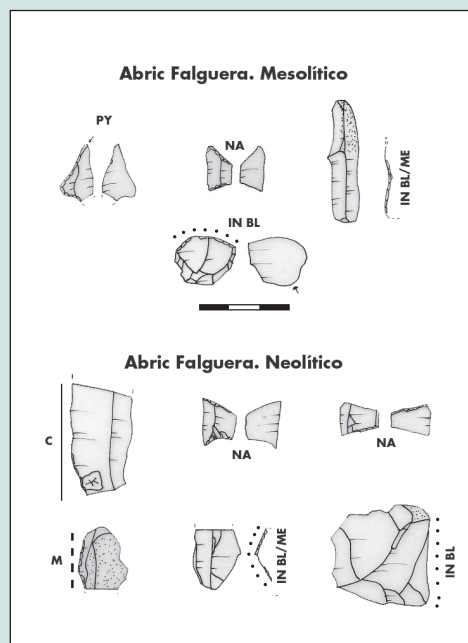 Abric Falguera. Mesolítico
PY
NA
IN BL/ME
IN BL
Abric Falguera. Neolítico
C
NA
NA
M
IN BL/ME
IN BL